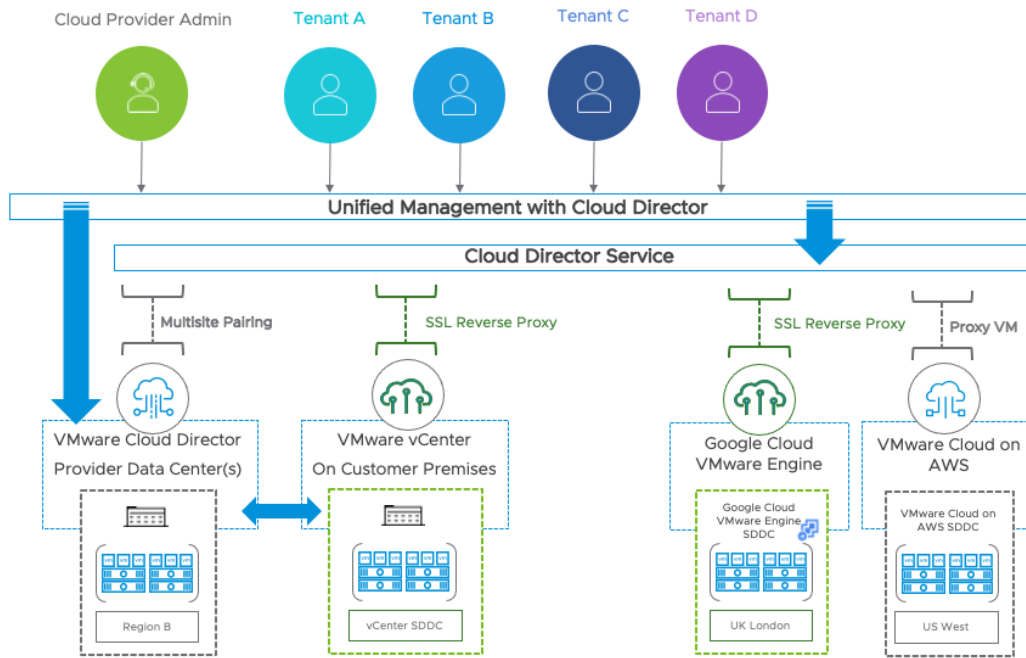 Cloud Provider Admin
Tenant A
Tenant B
Tenant C
Tenant D
Unified Management with Cloud Director
Cloud Director Service
Multisite Pairing
SSL Reverse Proxy
SSL Reverse Proxy
Proxy VM
VMware Cloud Director
Provider Data Center(s)
VMware vCenter
On Customer Premises
Google Cloud
VMware Engine
VMware Cloud on
AWS
Google Cloud
VMware Engine
SDDC
VMware Cloud on
AWS SDDC
Region B
vCenter SDDC
UK London
US West